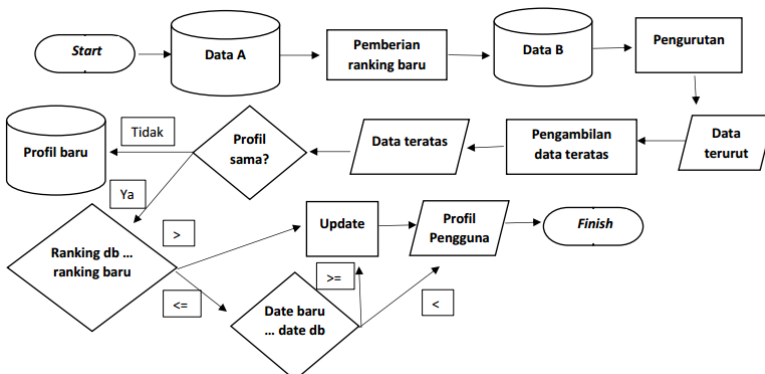 Start
Data A
Pemberian
ranking baru
Data B
Pengurutan
Tidak
Profil baru
Profil
sama?
Data teratas
Pengambilan
data teratas
Data
terurut
Ya
Ranking db ...
ranking baru
>
<=
Update
Profil
Pengguna
Finish
>=
<
Date baru
... date db